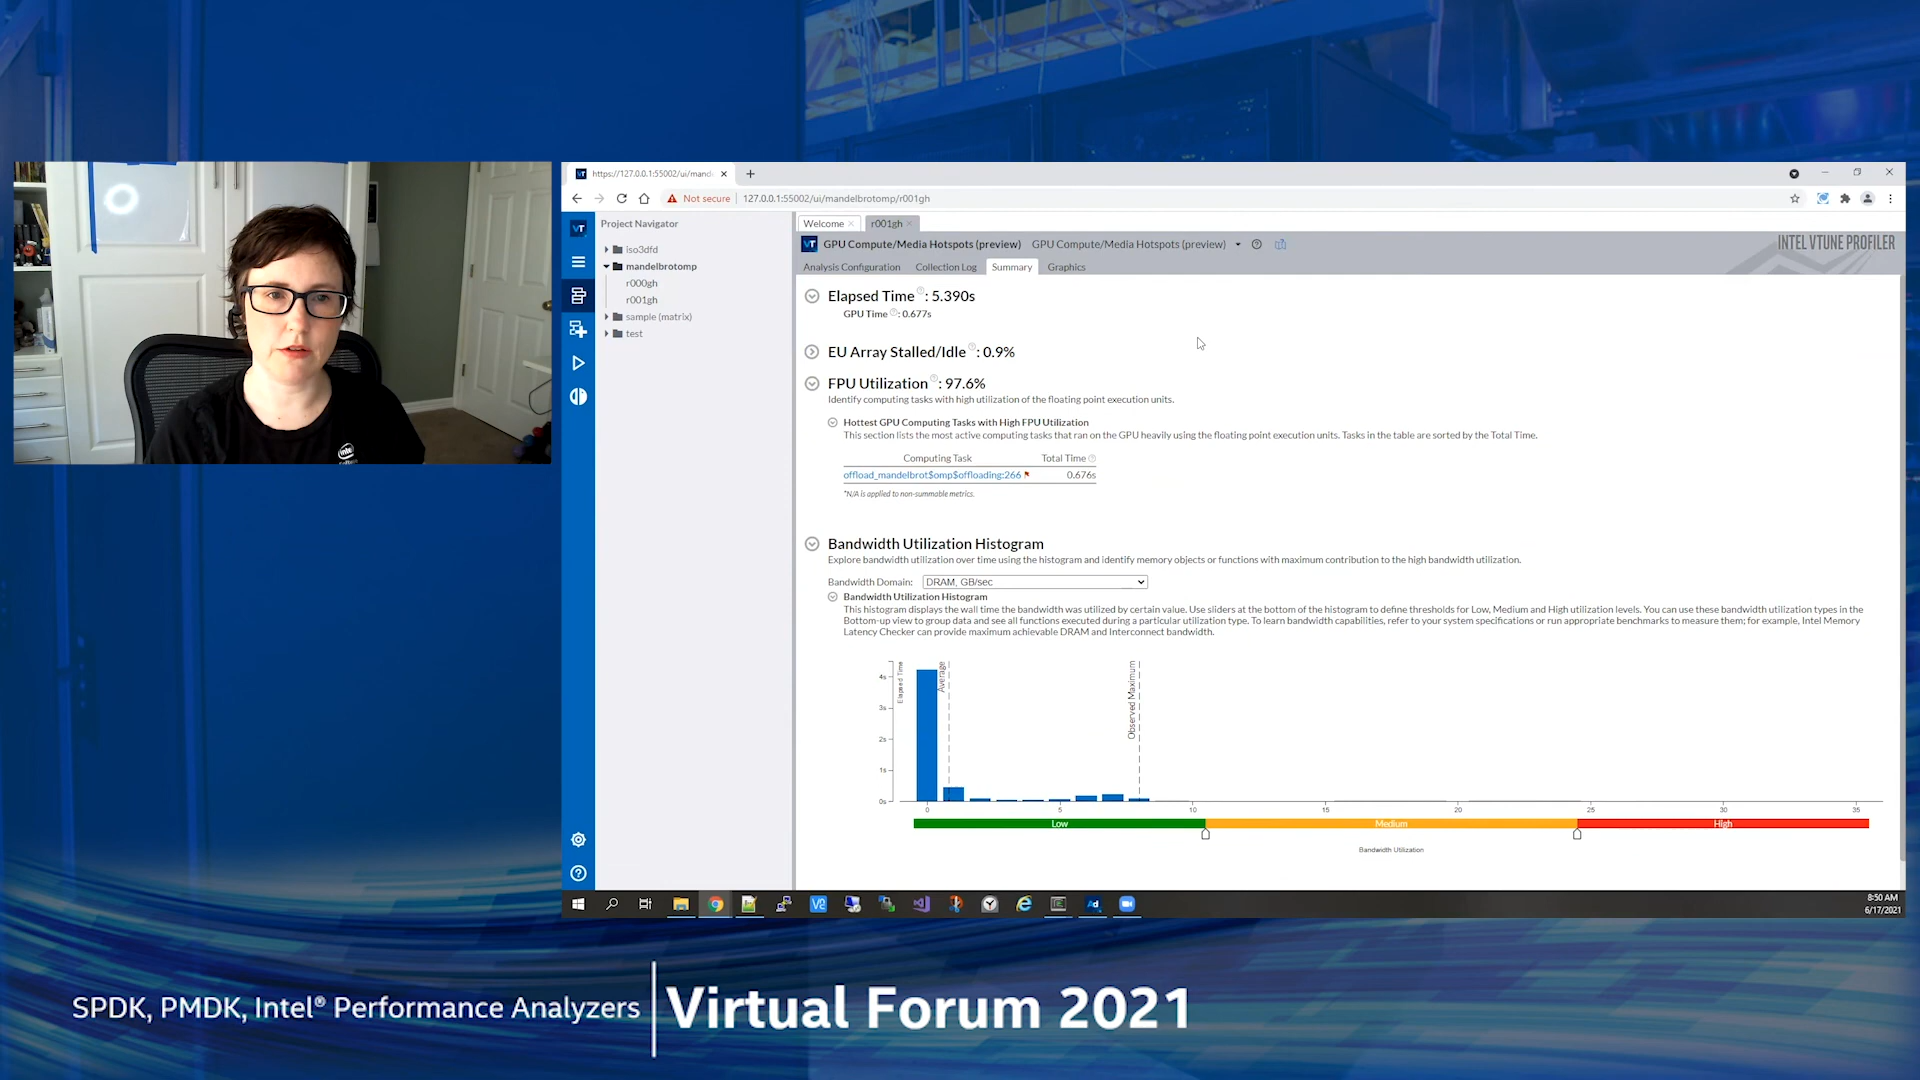 https://127.0.0.1:55002/ui/mand
Not secure
127.0.0.1:55002/ui/mandelbrotomp/r001gh
VT
Project Navigator
iso3dfd
mandelbrotomp
r000gh
r001gh
sample (matrix)
test
Welcome
r001gh
GPU Compute/Media Hotspots (preview)
GPU Compute/Media Hotspots (preview)
INTEL VTUNE PROFILER
Analysis Configuration
Collection Log
Summary
Graphics
Elapsed Time: 5.390s
GPU Time: 0.677s
EU Array Stalled/Idle: 0.9%
FPU Utilization: 97.6%
Identify computing tasks with high utilization of the floating point execution units.
Hottest GPU Computing Tasks with High FPU Utilization
This section lists the most active computing tasks that ran on the GPU heavily using the floating point execution units. Tasks in the table are sorted by the Total Time.
Computing Task
Total Time
offload_mandelbrot$omp$offloading:266
0.676s
*N/A is applied to non-summable metrics.
Bandwidth Utilization Histogram
Explore bandwidth utilization over time using the histogram and identify memory objects or functions with maximum contribution to the high bandwidth utilization.
Bandwidth Domain: DRAM, GB/sec
Bandwidth Utilization Histogram
This histogram displays the wall time the bandwidth was utilized by certain value. Use sliders at the bottom of the histogram to define thresholds for Low, Medium and High utilization levels. You can use these bandwidth utilization types in the
Bottom-up view to group data and see all functions executed during a particular utilization type. To learn bandwidth capabilities, refer to your system specifications or run appropriate benchmarks to measure them; for example, Intel Memory
Latency Checker can provide maximum achievable DRAM and Interconnect bandwidth.
Elapsed Time
Average
Observed Maximum
4s
3s
2s
1s
0s
0 5 10 15 20 25 30 35
Low
Medium
High
Bandwidth Utilization
8:50 AM
6/17/2021
intel
SPDK, PMDK, Intel® Performance Analyzers
Virtual Forum 2021